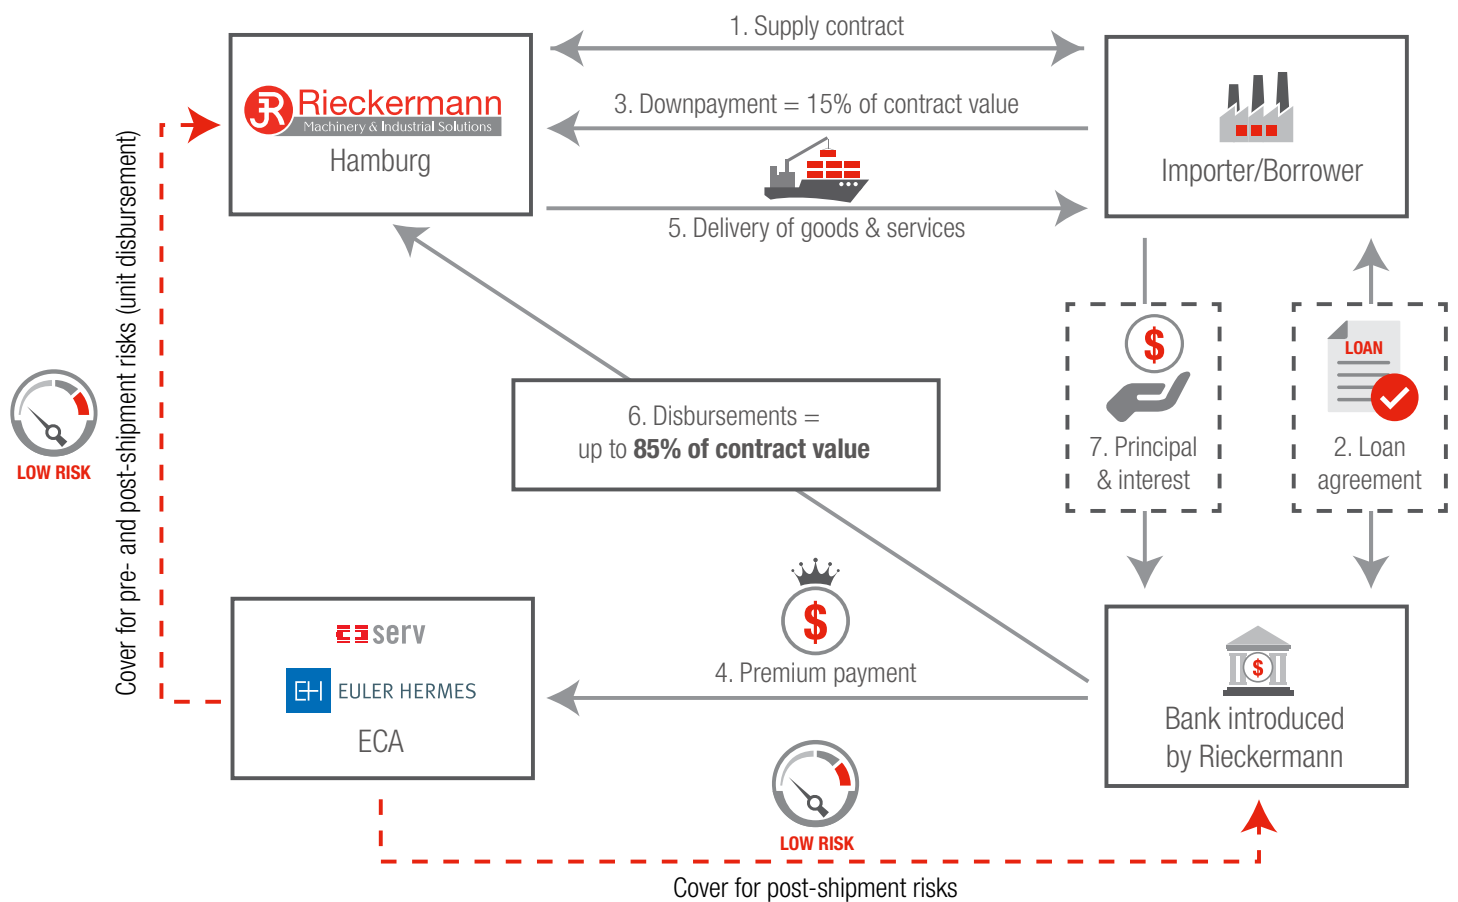 1. Supply contract
Rieckermann
Machinery & Industrial Solutions
Hamburg
3. Downpayment = 15% of contract value
Importer/Borrower
5. Delivery of goods & services
Cover for pre- and post-shipment risks (unit disbursement)
LOW RISK
6. Disbursements =
up to 85% of contract value
$
7. Principal
& interest
LOAN
2. Loan
agreement
serv
EH EULER HERMES
ECA
$
4. Premium payment
$
Bank introduced
by Rieckermann
LOW RISK
Cover for post-shipment risks